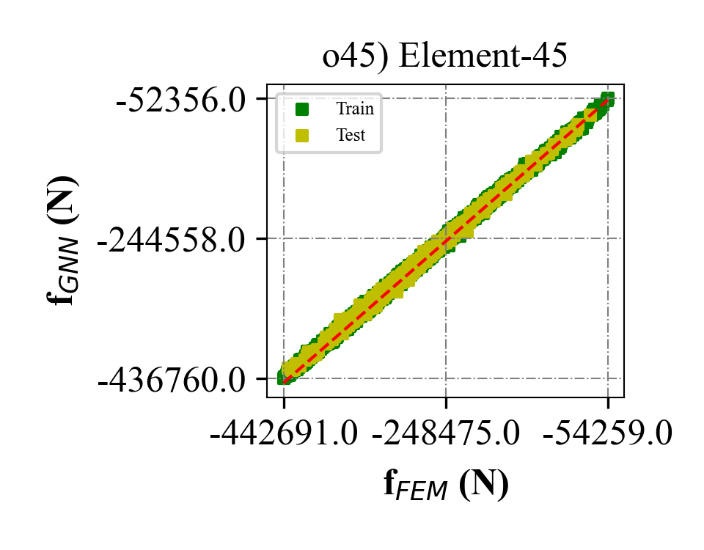 o45) Element-45
Train
Test
-52356.0
-244558.0
-436760.0
f_GNN (N)
-442691.0 -248475.0 -54259.0
f_FEM (N)